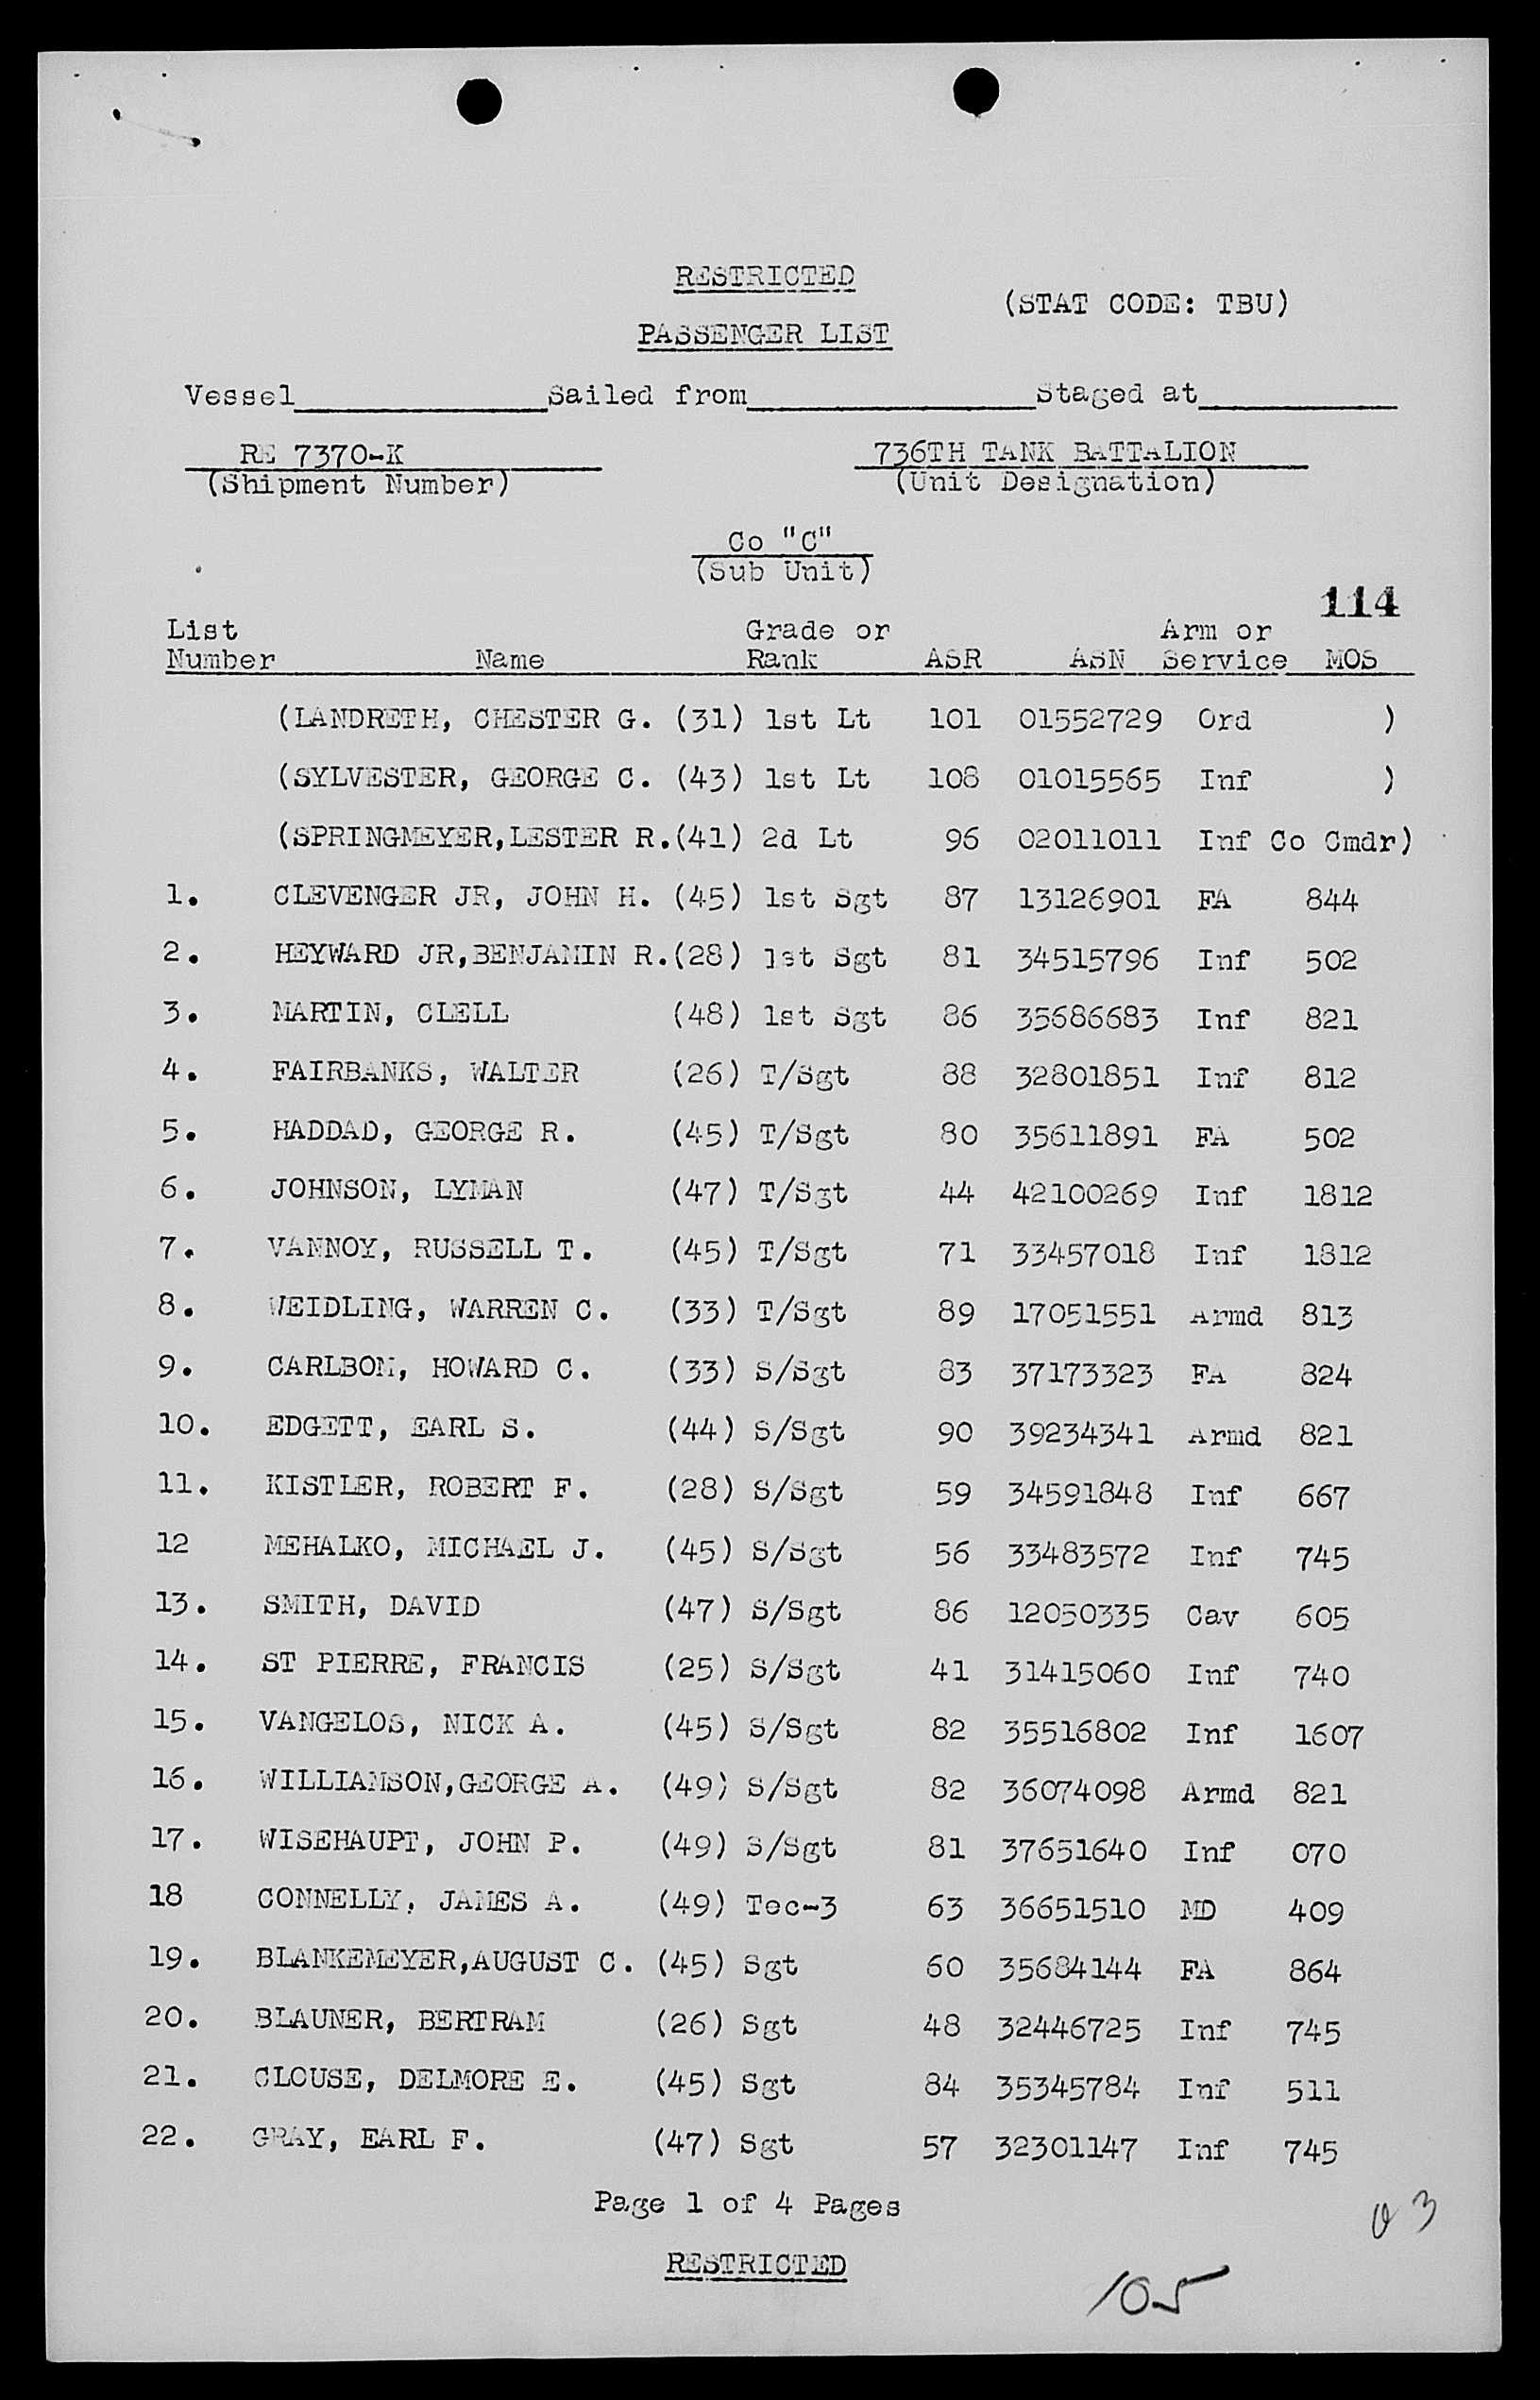 RESTRICTED
(STAT CODE: TBU)
PASSENGER LIST
Vessel Sailed from Staged at
RE 7370-K 736TH TANK BATTALION
(Shipment Number) (Unit Designation)
Co "C"
(Sub Unit)
114
List Grade or Arm or
Number Name Rank ASR ASN Service MOS
(LANDRETH, CHESTER G. (31) 1st Lt 101 01552729 Ord )
(SYLVESTER, GEORGE C. (43) 1st Lt 108 01015565 Inf )
(SPRINGMEYER,LESTER R.(41) 2d Lt 96 02011011 Inf Co Cmdr)
1. CLEVENGER JR, JOHN H. (45) 1st Sgt 87 13126901 FA 844
2. HEYWARD JR,BENJAMIN R.(28) 1st Sgt 81 34515796 Inf 502
3. MARTIN, CLELL (48) 1st Sgt 86 35686683 Inf 821
4. FAIRBANKS, WALTER (26) T/Sgt 88 32801851 Inf 812
5. HADDAD, GEORGE R. (45) T/Sgt 80 35611891 FA 502
6. JOHNSON, LYMAN (47) T/Sgt 44 42100269 Inf 1812
7. VANNOY, RUSSELL T. (45) T/Sgt 71 33457018 Inf 1812
8. WEIDLING, WARREN C. (33) T/Sgt 89 17051551 Armd 813
9. CARLBOM, HOWARD C. (33) S/Sgt 83 37173323 FA 824
10. EDGETT, EARL S. (44) S/Sgt 90 39234341 Armd 821
11. KISTLER, ROBERT F. (28) S/Sgt 59 34591848 Inf 667
12 MEHALKO, MICHAEL J. (45) S/Sgt 56 33483572 Inf 745
13. SMITH, DAVID (47) S/Sgt 86 12050335 Cav 605
14. ST PIERRE, FRANCIS (25) S/Sgt 41 31415060 Inf 740
15. VANGELOS, NICK A. (45) S/Sgt 82 35516802 Inf 1607
16. WILLIAMSON,GEORGE A. (49) S/Sgt 82 36074098 Armd 821
17. WISEHAUPT, JOHN P. (49) S/Sgt 81 37651640 Inf 070
18 CONNELLY, JAMES A. (49) Tec-3 63 36651510 MD 409
19. BLANKEMEYER,AUGUST C. (45) Sgt 60 35684144 FA 864
20. BLAUNER, BERTRAM (26) Sgt 48 32446725 Inf 745
21. CLOUSE, DELMORE E. (45) Sgt 84 35345784 Inf 511
22. GRAY, EARL F. (47) Sgt 57 32301147 Inf 745
Page 1 of 4 Pages
RESTRICTED
105